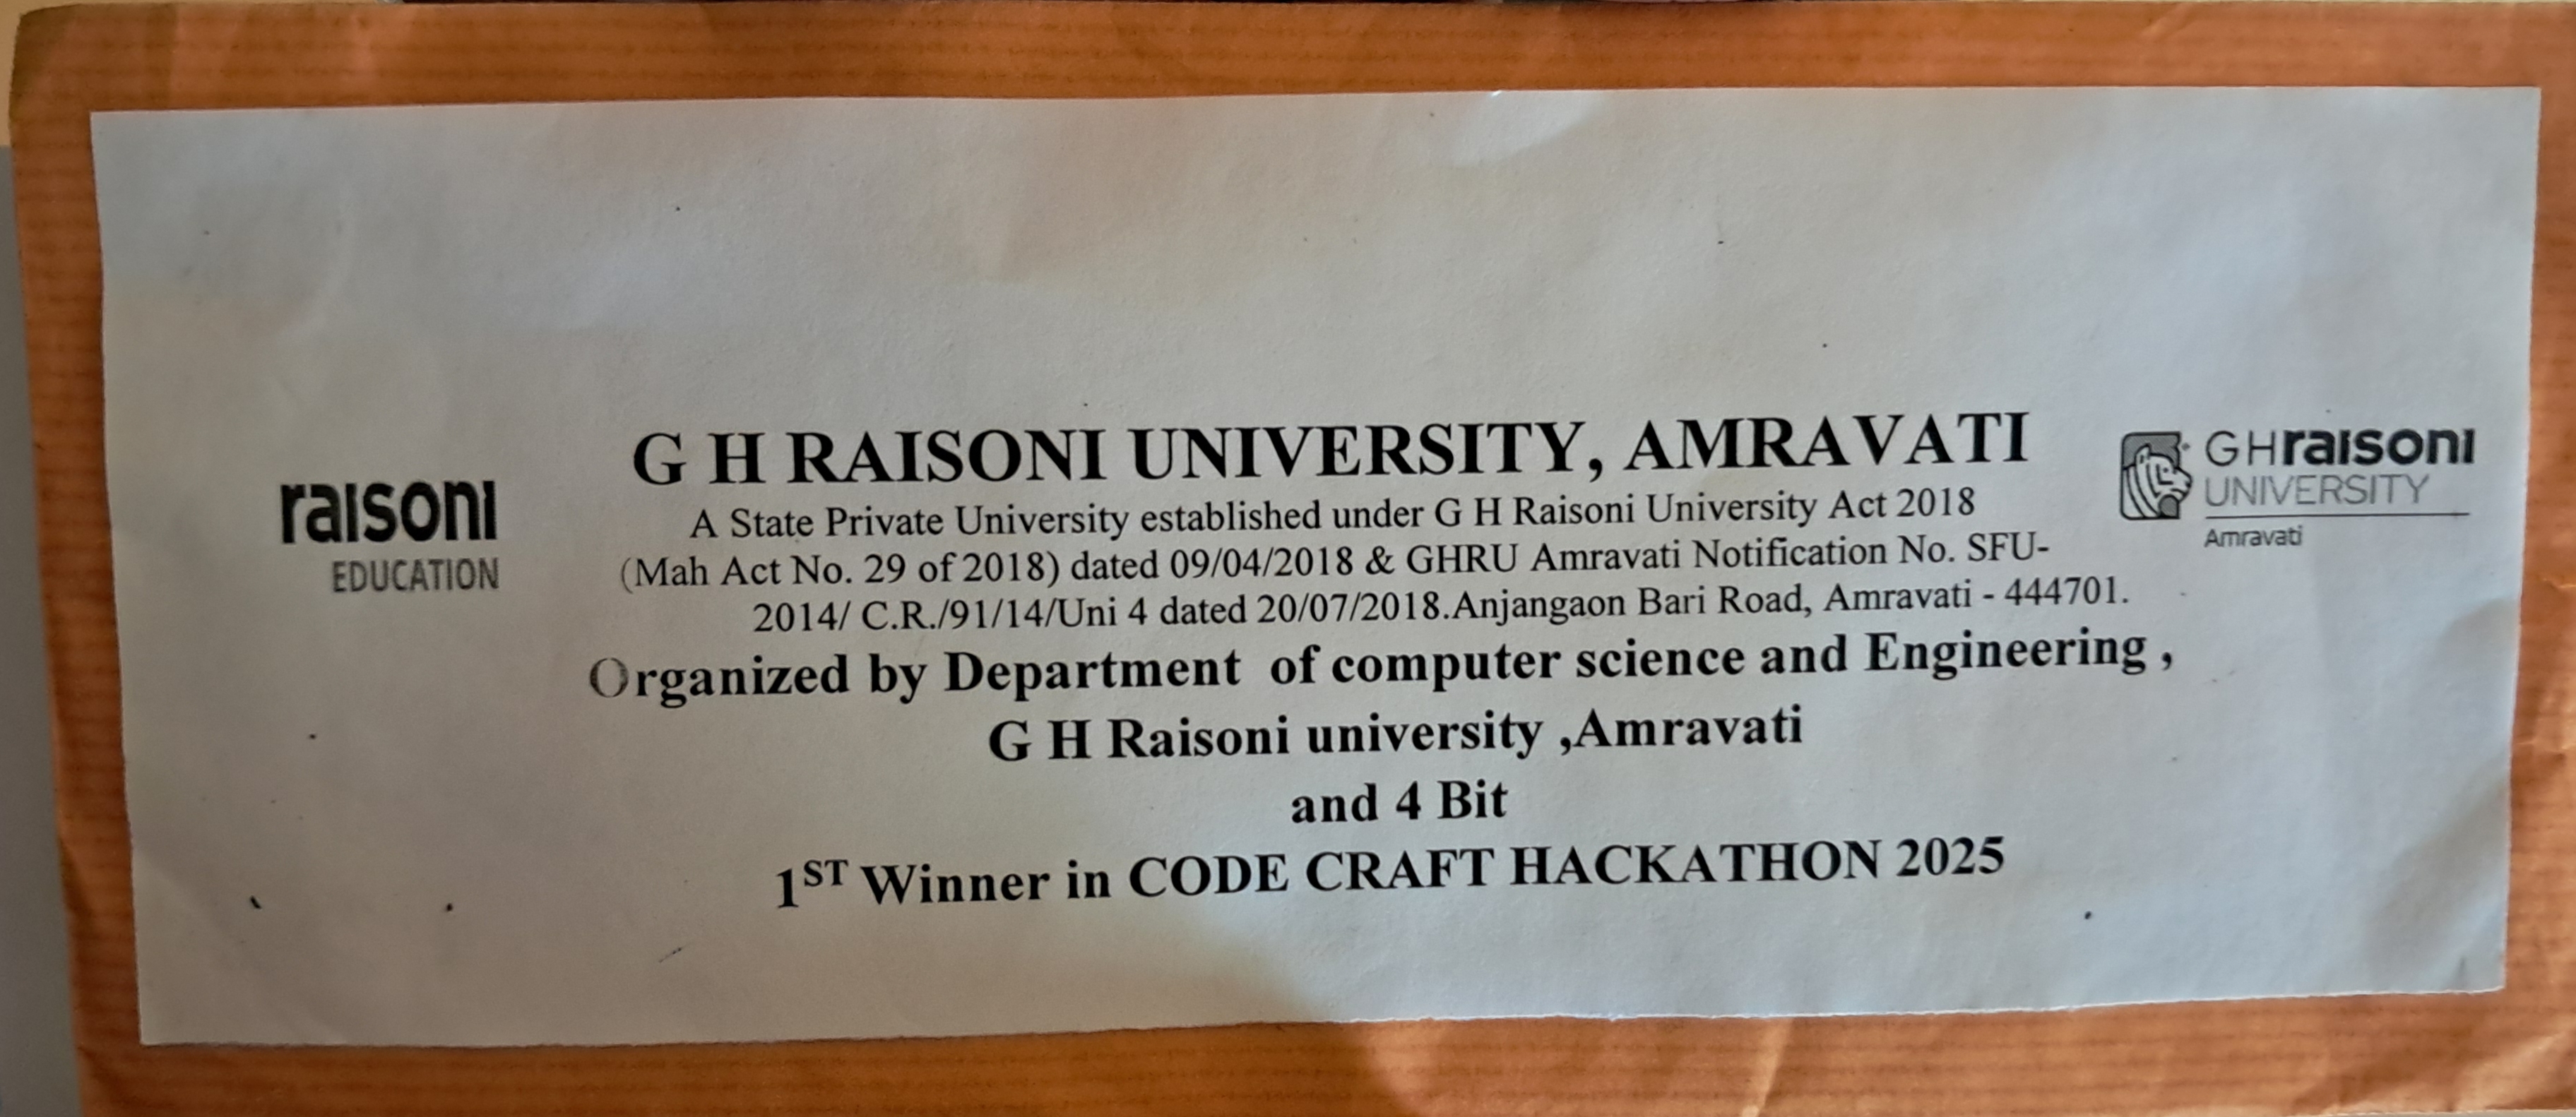 G H RAISONI UNIVERSITY, AMRAVATI
raisoni
EDUCATION
GHraisoni
UNIVERSITY
Amravati
A State Private University established under G H Raisoni University Act 2018
(Mah Act No. 29 of 2018) dated 09/04/2018 & GHRU Amravati Notification No. SFU-
2014/ C.R./91/14/Uni 4 dated 20/07/2018.Anjangaon Bari Road, Amravati - 444701.
Organized by Department of computer science and Engineering ,
G H Raisoni university ,Amravati
and 4 Bit
1ST Winner in CODE CRAFT HACKATHON 2025